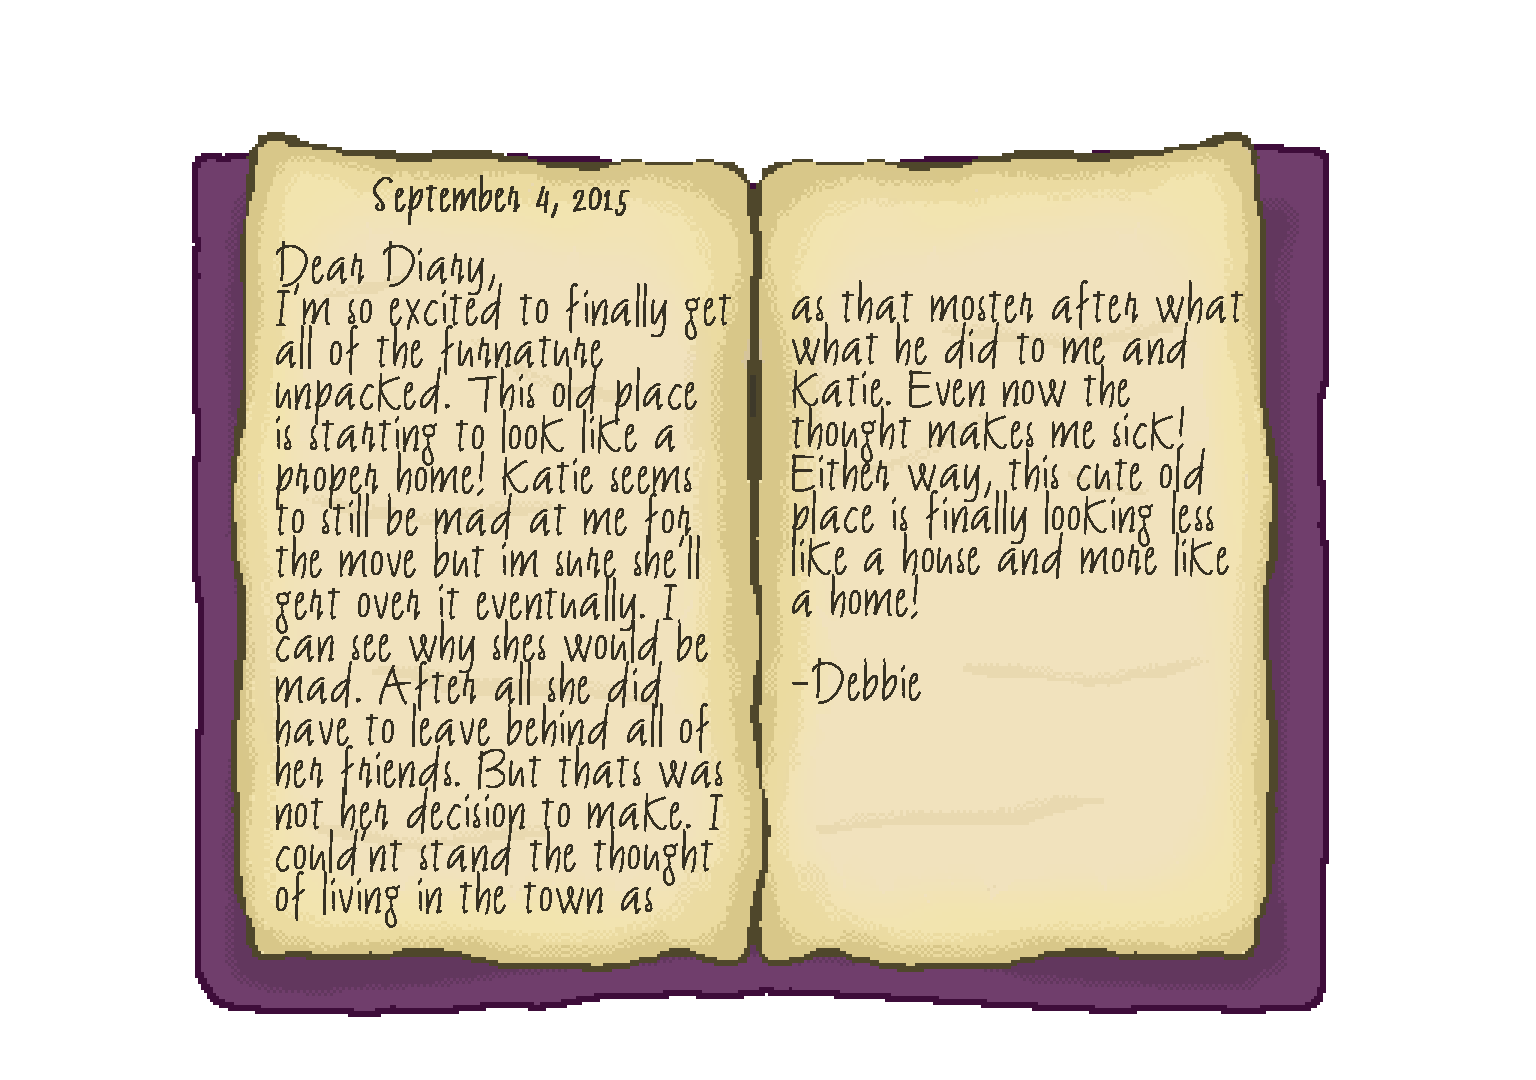 September 4, 2015
Dear Diary,
I'm so excited to finally get
all of the furnature
unpacked. This old place
is starting to look like a
proper home! Katie seems
to still be mad at me for
the move but im sure she'll
gert over it eventually. I
can see why shes would be
mad. After all she did
have to leave behind all of
her friends. But thats was
not her decision to make. I
could'nt stand the thought
of living in the town as
as that moster after what
what he did to me and
Katie. Even now the
thought makes me sick!
Either way, this cute old
place is finally looking less
like a house and more like
a home!
-Debbie